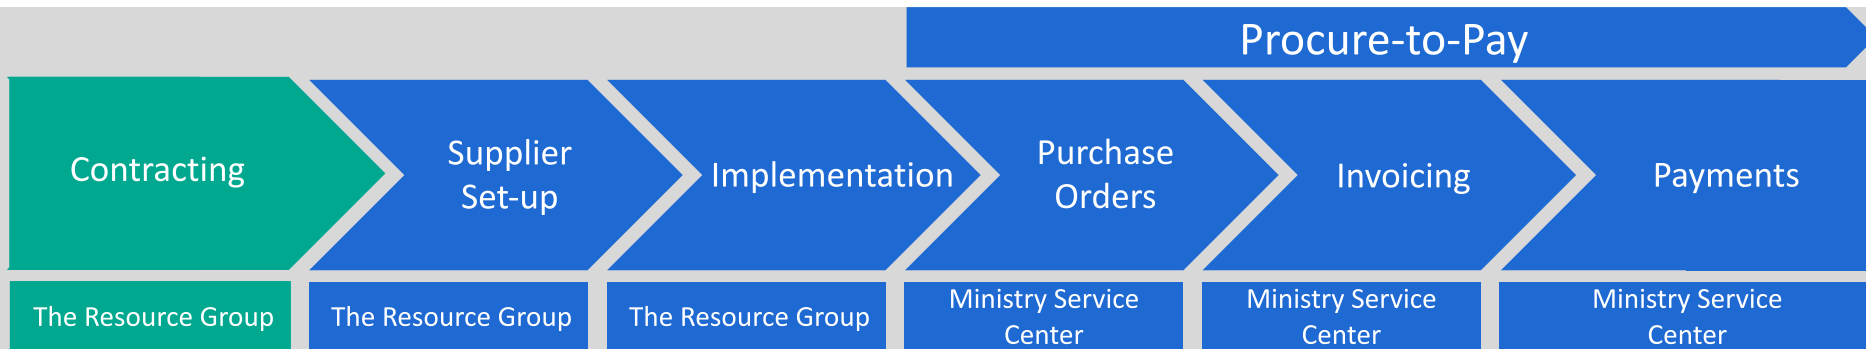 Procure-to-Pay
Contracting
Supplier
Set-up
Implementation
Purchase
Orders
Invoicing
Payments
The Resource Group
The Resource Group
The Resource Group
Ministry Service
Center
Ministry Service
Center
Ministry Service
Center